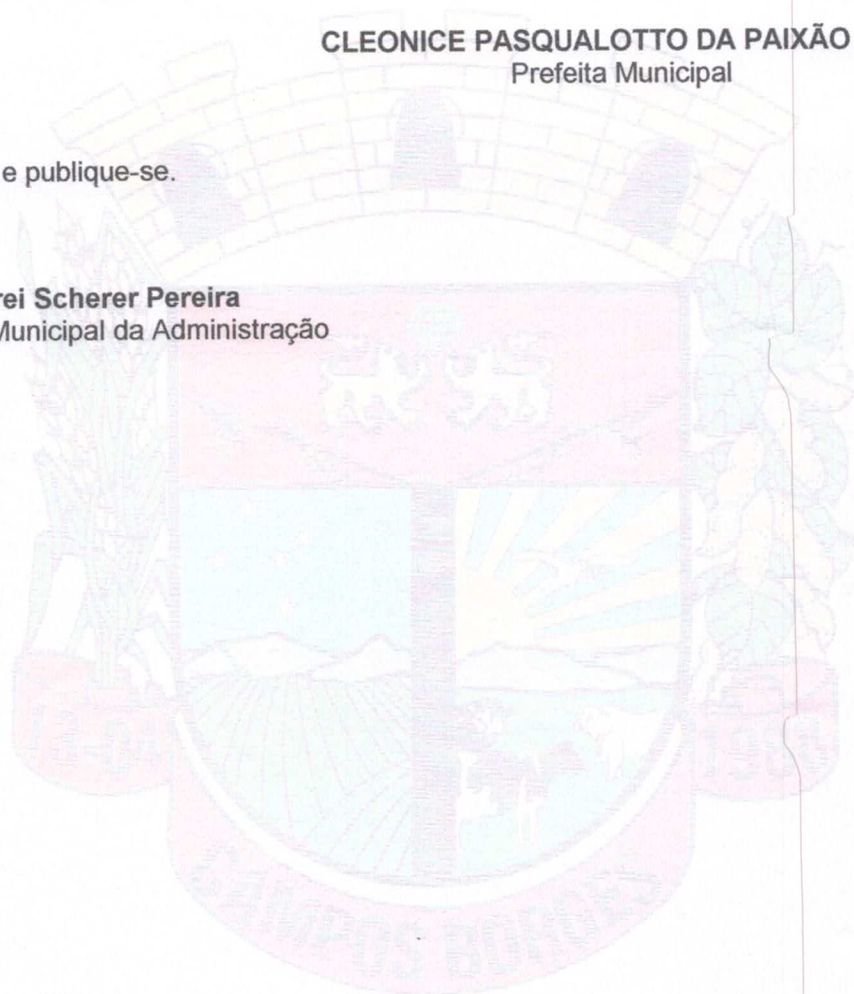 CLEONICE PASQUALOTTO DA PAIXÃO
Prefeita Municipal
e publique-se.
rei Scherer Pereira
Municipal da Administração
CAMPOS BORGES